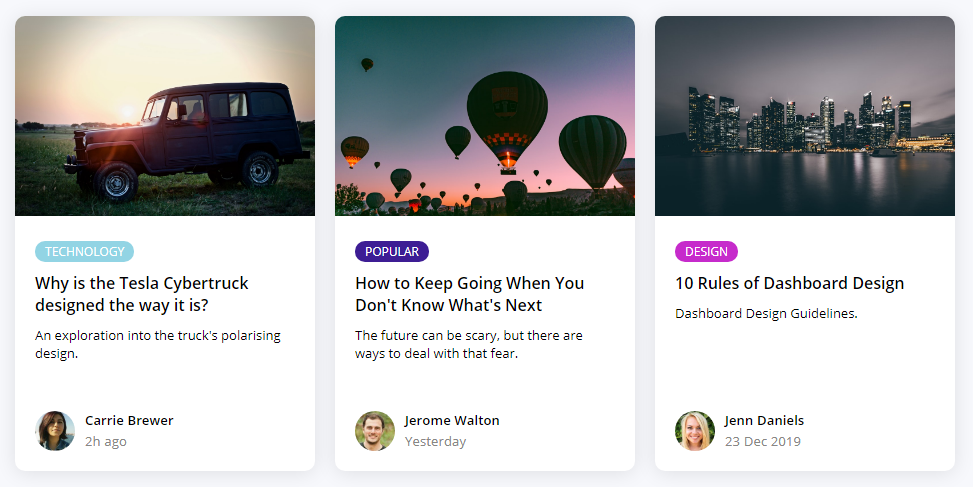 TECHNOLOGY
Why is the Tesla Cybertruck
designed the way it is?
An exploration into the truck's polarising
design.
Carrie Brewer
2h ago
POPULAR
How to Keep Going When You
Don't Know What's Next
The future can be scary, but there are
ways to deal with that fear.
Jerome Walton
Yesterday
DESIGN
10 Rules of Dashboard Design
Dashboard Design Guidelines.
Jenn Daniels
23 Dec 2019